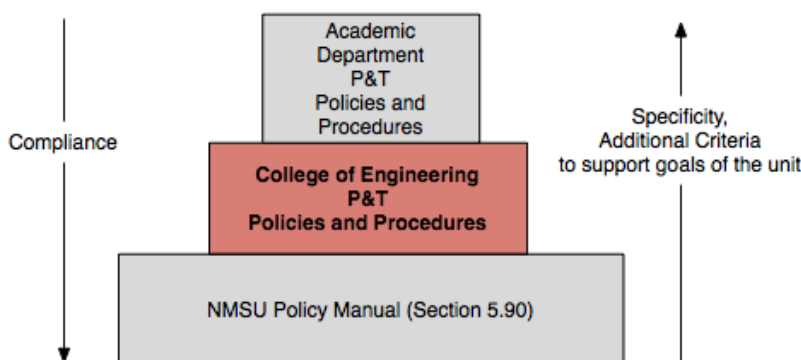 Academic
Department
P&T
Policies and
Procedures
Compliance
Specificity,
Additional Criteria
to support goals of the unit
College of Engineering
P&T
Policies and Procedures
NMSU Policy Manual (Section 5.90)